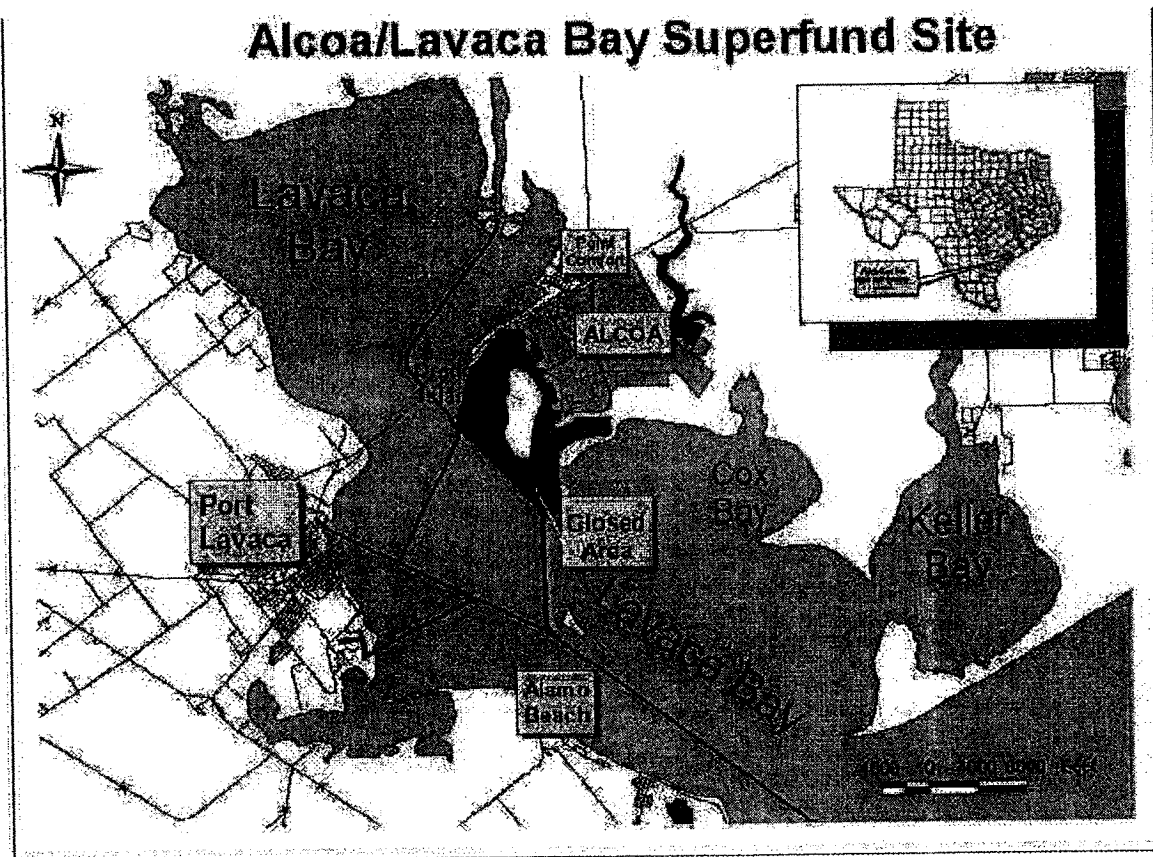 Alcoa/Lavaca Bay Superfund Site
N
Lavaca
Bay
Point
Comfort
ALCOA
Cox
Bay
Keller
Bay
Port
Lavaca
Closed
Area
Lavaca Bay
Alamo
Beach